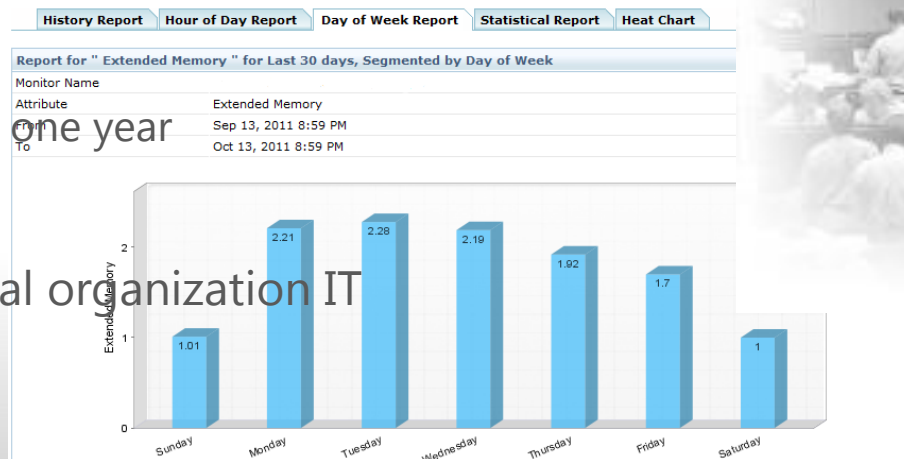 History Report Hour of Day Report Day of Week Report Statistical Report Heat Chart
Report for " Extended Memory " for Last 30 days, Segmented by Day of Week
Monitor Name
Attribute Extended Memory
From Sep 13, 2011 8:59 PM
one year
To Oct 13, 2011 8:59 PM
al organization IT
Extended Memory
2
1
0
1.01
2.21
2.28
2.19
1.92
1.7
1
Sunday Monday Tuesday Wednesday Thursday Friday Saturday